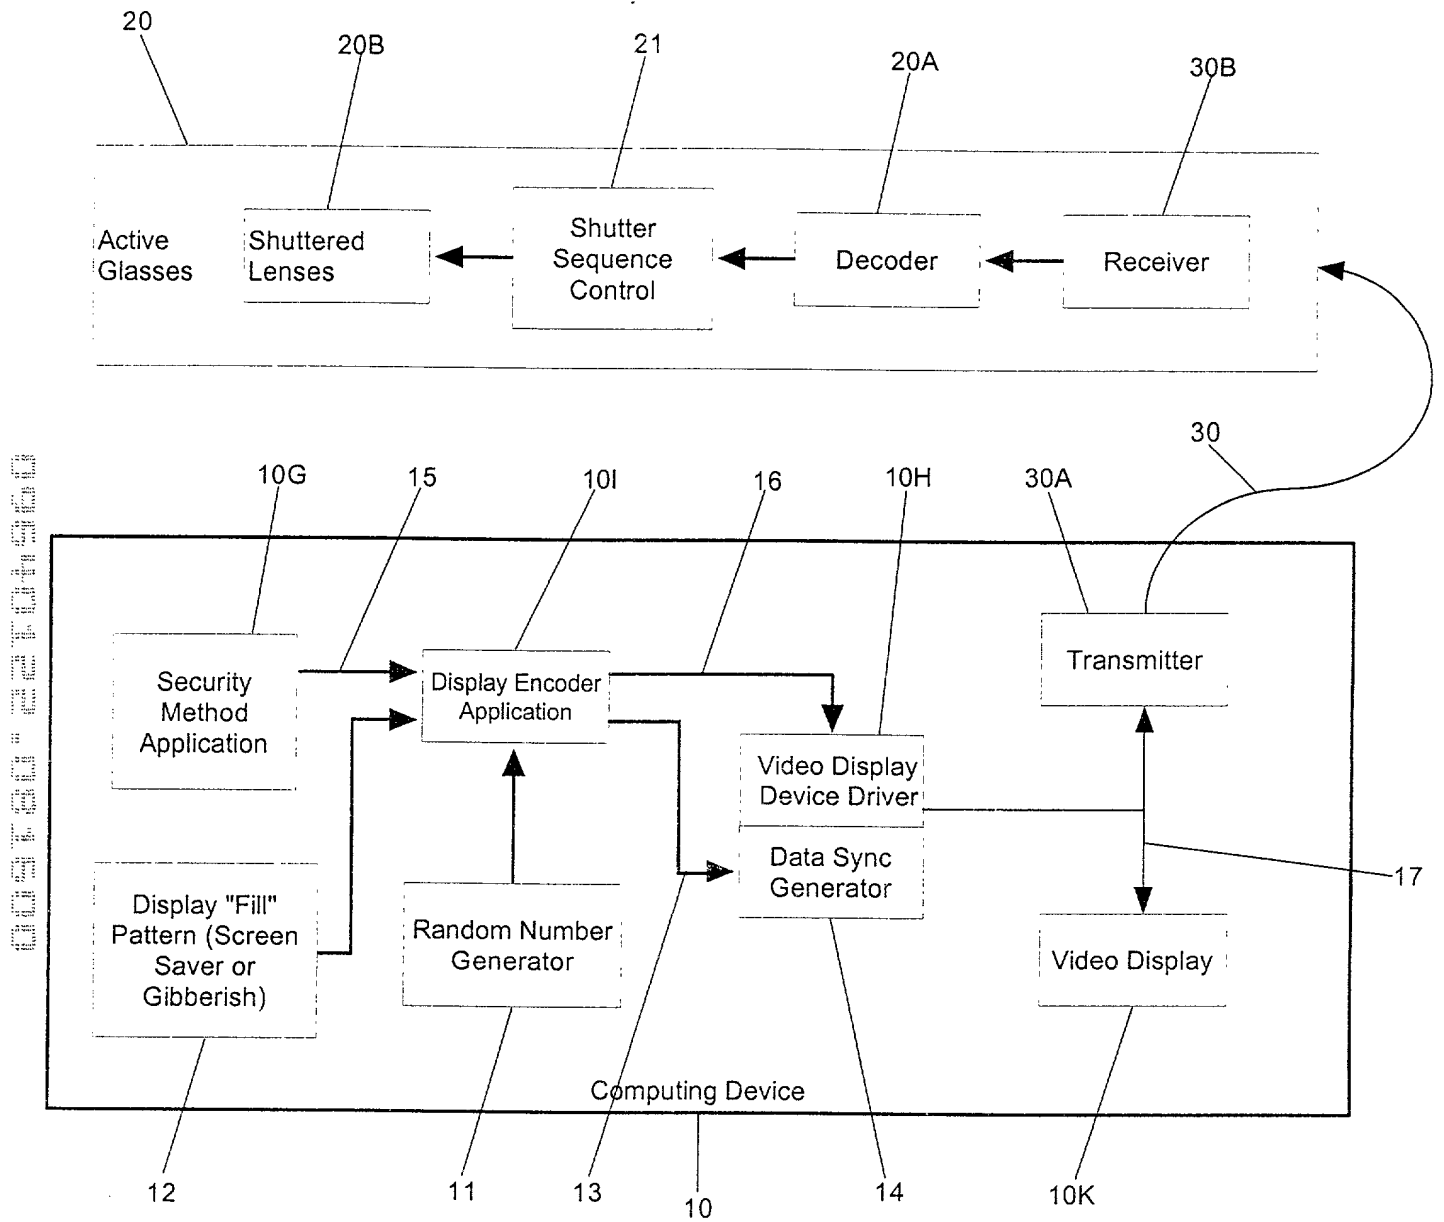 20
20B
21
20A
30B
Active
Glasses
Shuttered
Lenses
Shutter
Sequence
Control
Decoder
Receiver
30
10G
15
10I
16
10H
30A
Security
Method
Application
Display Encoder
Application
Transmitter
Video Display
Device Driver
Data Sync
Generator
17
Display "Fill"
Pattern (Screen
Saver or
Gibberish)
Random Number
Generator
Video Display
Computing Device
12
11
13
10
14
10K